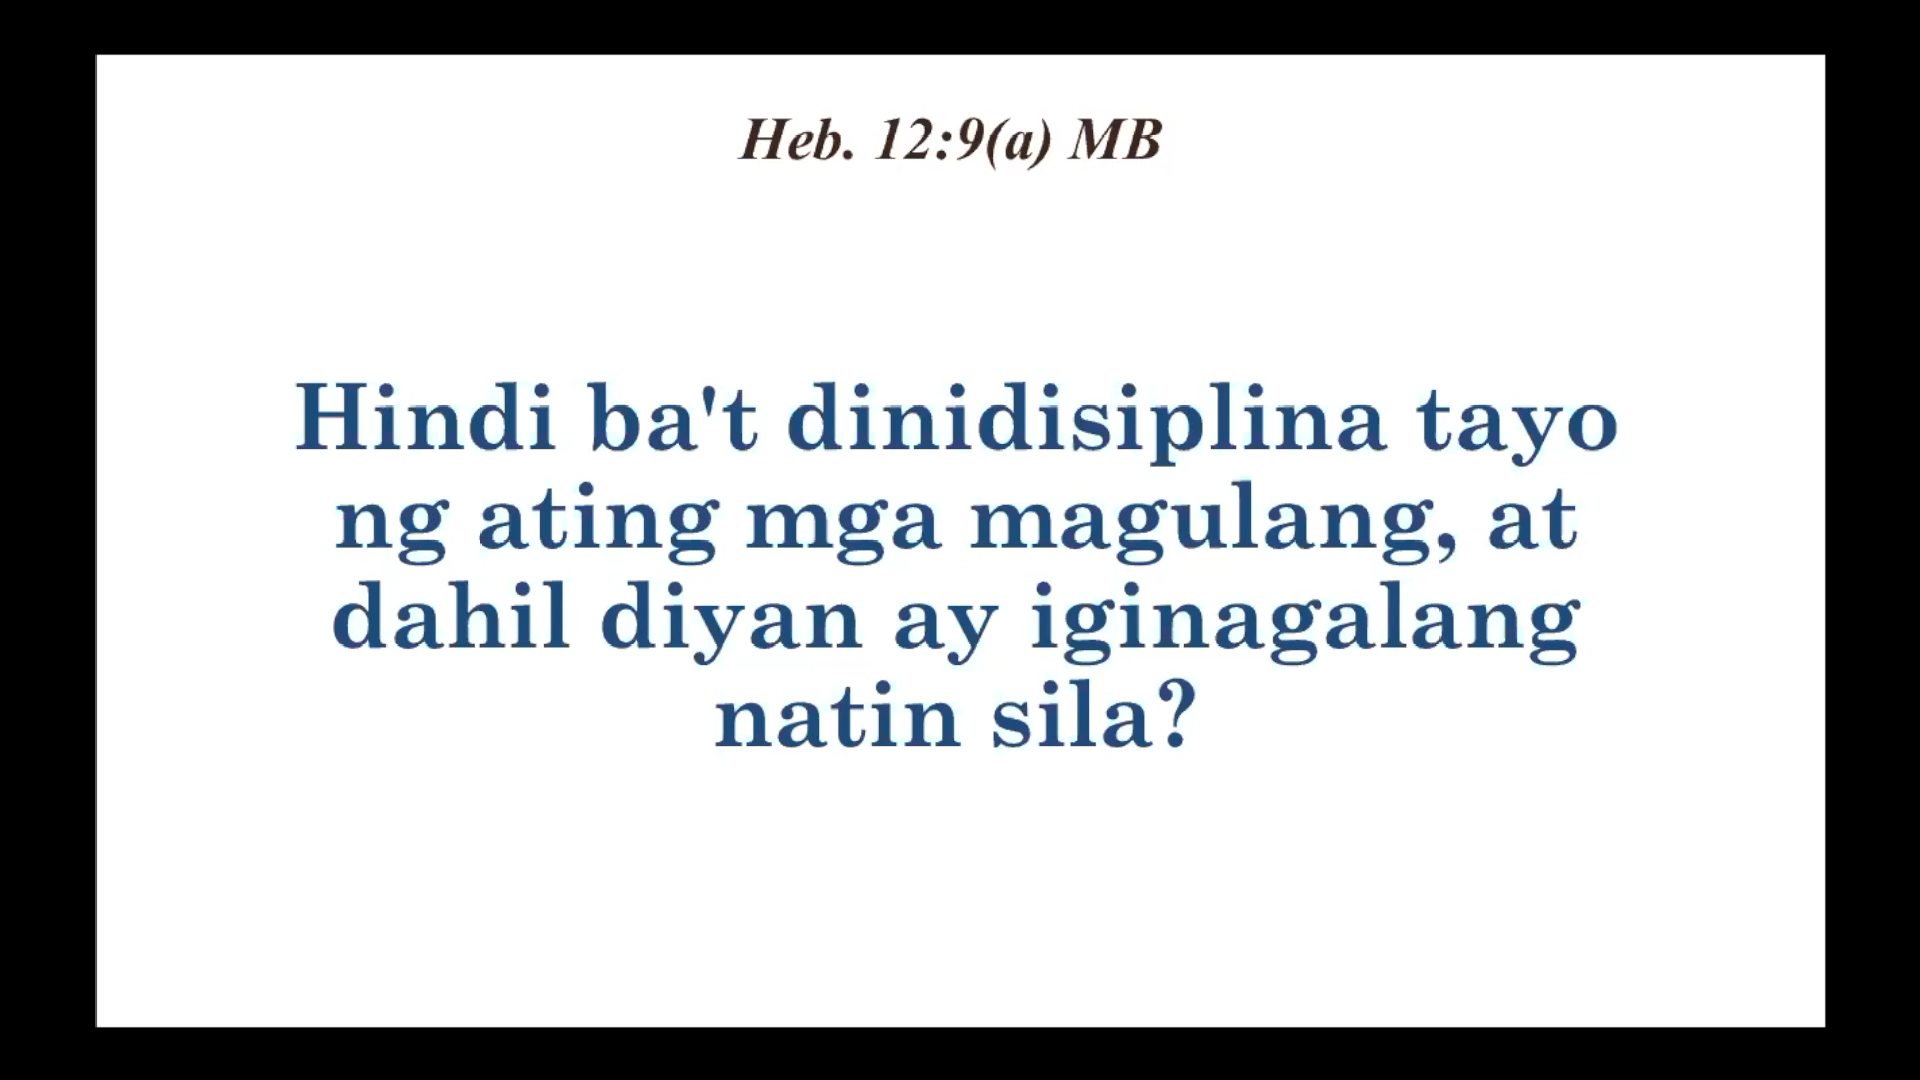 Heb. 12:9(a) MB
Hindi ba't dinidisiplina tayo
ng ating mga magulang, at
dahil diyan ay iginagalang
natin sila?